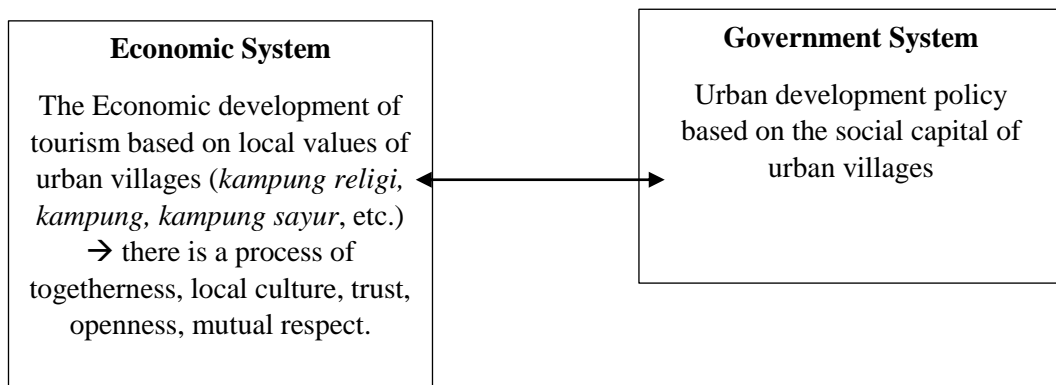 Economic System
The Economic development of
tourism based on local values of
urban villages (kampung religi,
kampung, kampung sayur, etc.)
→ there is a process of
togetherness, local culture, trust,
openness, mutual respect.
Government System
Urban development policy
based on the social capital of
urban villages